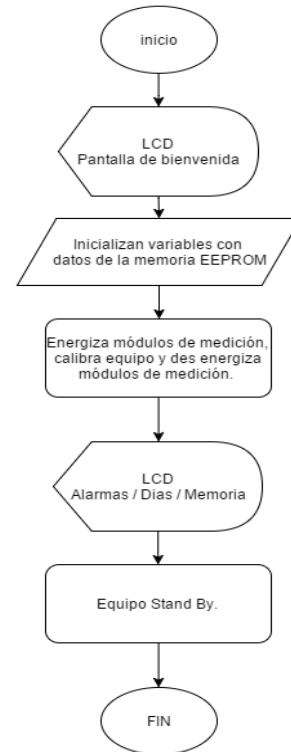 inicio
LCD
Pantalla de bienvenida
Inicializan variables con
datos de la memoria EEPROM
Energiza módulos de medición,
calibra equipo y des energiza
módulos de medición.
LCD
Alarmas / Dias / Memoria
Equipo Stand By.
FIN